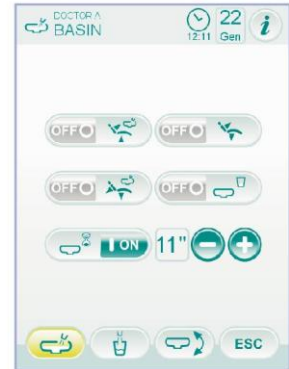 DOCTOR A
BASIN
12:11
22
Gen
i
OFF
OFF
OFF
OFF
I ON 11"
ESC